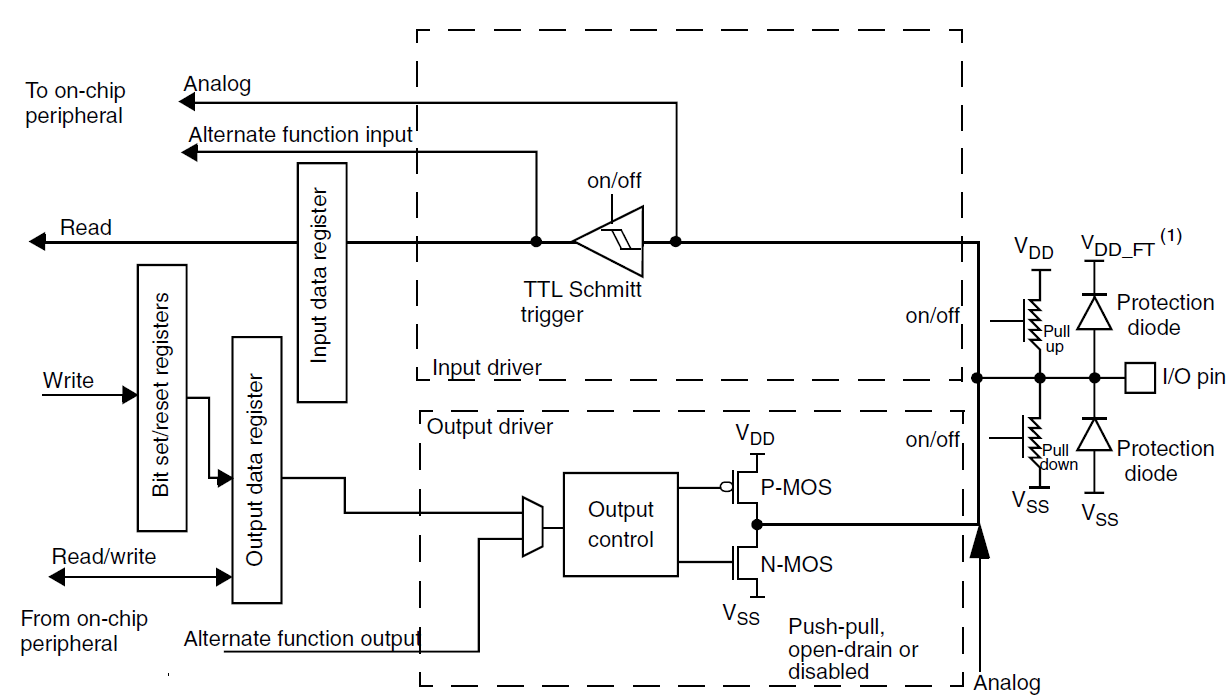 To on-chip
peripheral
Analog
Alternate function input
on/off
Read
Input data register
TTL Schmitt
trigger
VDD
VDD_FT (1)
on/off
Pull
up
Protection
diode
Input driver
I/O pin
Write
Bit set/reset registers
Output data register
Output driver
VDD
on/off
Pull
down
Protection
diode
VSS
VSS
P-MOS
Output
control
N-MOS
VSS
Read/write
From on-chip
peripheral
Alternate function output
Push-pull,
open-drain or
disabled
Analog